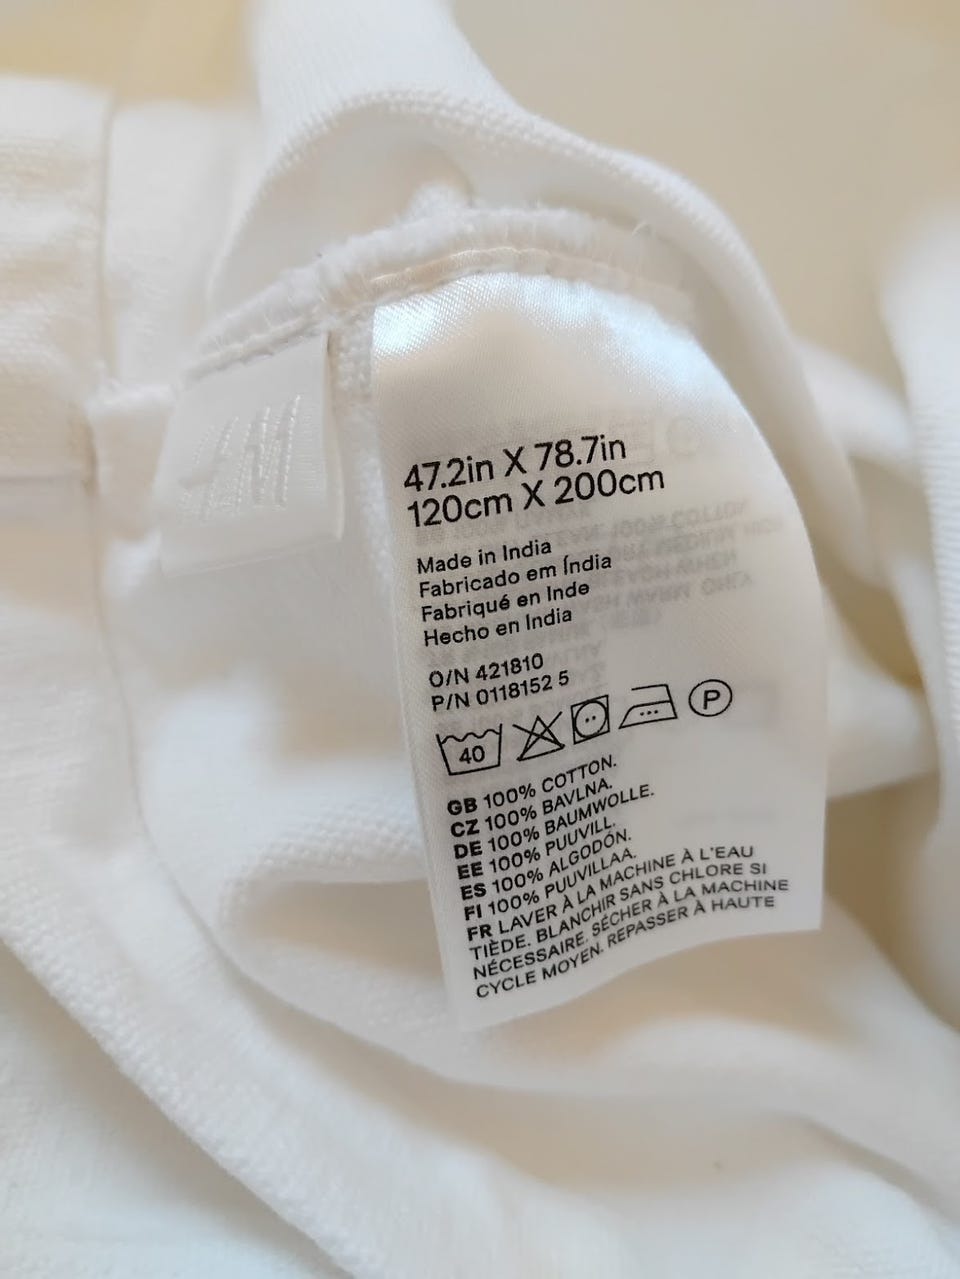 H&M
47.2in X 78.7in
120cm X 200cm
Made in India
Fabricado em Índia
Fabriqué en Inde
Hecho en India
O/N 421810
P/N 0118152 5
40
P
GB 100% COTTON.
CZ 100% BAVLNA.
DE 100% BAUMWOLLE.
EE 100% PUUVILL.
ES 100% ALGODÓN.
FI 100% PUUVILLAA.
FR LAVER À LA MACHINE À L'EAU
TIÈDE. BLANCHIR SANS CHLORE SI
NÉCESSAIRE. SÉCHER À LA MACHINE
CYCLE MOYEN. REPASSER À HAUTE